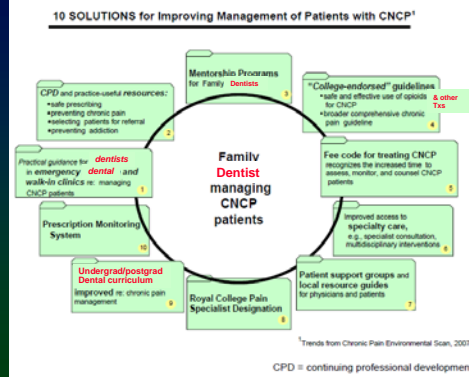 10 SOLUTIONS for Improving Management of Patients with CNCP¹
Mentorship Programs
for Family Dentists
3
CPD and practice-useful resources:
•safe prescribing
•preventing chronic pain
•selecting patients for referral
•preventing addiction
2
"College-endorsed" guidelines
•safe and effective use of opioids
for CNCP
•broader comprehensive chronic
pain guideline
4
& other
Txs
Practical guidance for dentists
in emergency dental and
walk-in clinics re: managing
CNCP patients
1
Family
Dentist
managing
CNCP
patients
Fee code for treating CNCP
recognizes the increased time to
assess, monitor, and counsel CNCP
patients
5
Prescription Monitoring
System
10
Improved access to
specialty care,
e.g., specialist consultation,
multidisciplinary interventions
6
Undergrad/postgrad
Dental curriculum
improved re: chronic pain
management
9
Royal College Pain
Specialist Designation
8
Patient support groups and
local resource guides
for physicians and patients
7
¹Trends from Chronic Pain Environmental Scan, 2007
CPD = continuing professional developmen